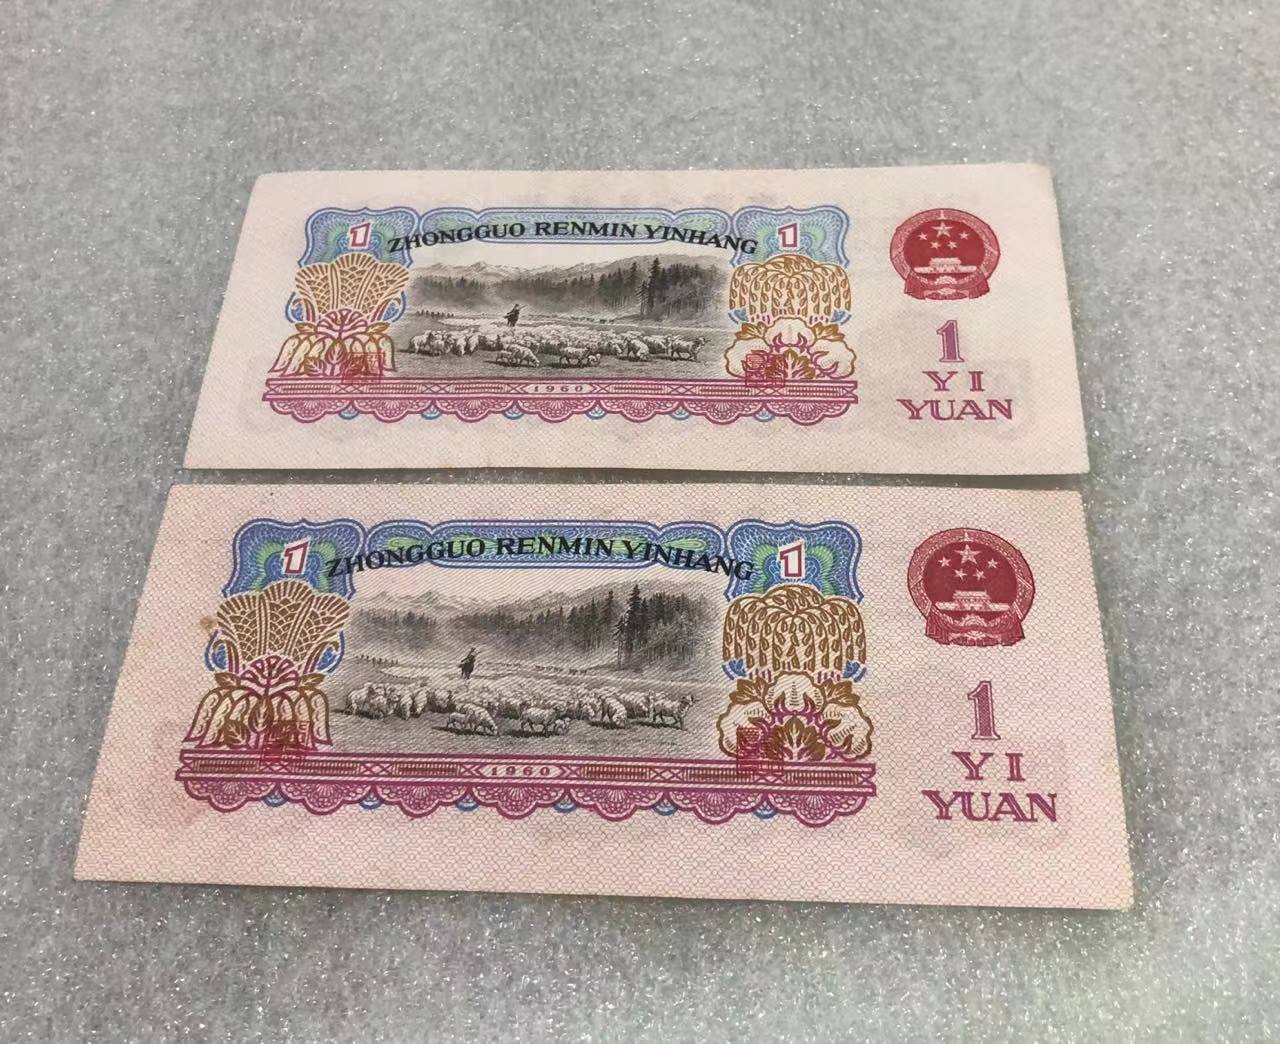 1 ZHONGGUO RENMIN YINHANG 1
1960
1
YI
YUAN
1 ZHONGGUO RENMIN YINHANG 1
1960
1
YI
YUAN